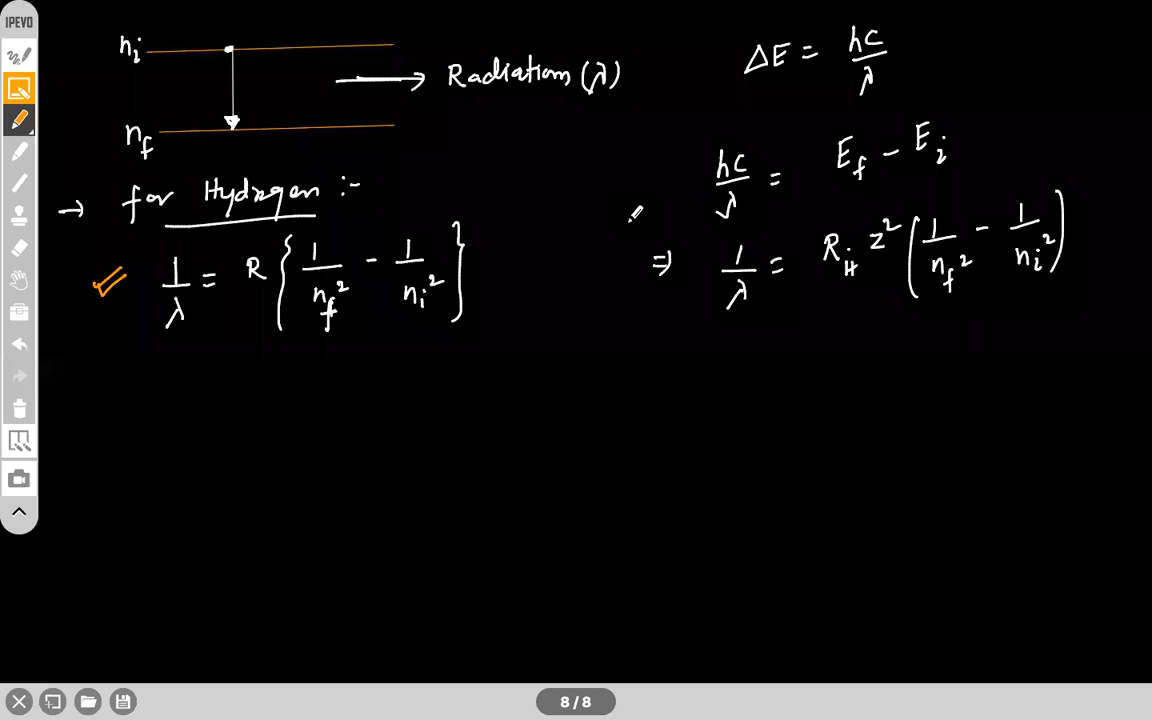 IPEVO
nᵢ
→ Radiation (λ)
n_f
→ for Hydrogen :-
1/λ = R {1/n_f² - 1/nᵢ²}
ΔE = hc/λ
hc/λ = E_f - Eᵢ
⇒ 1/λ = R_H z² (1/n_f² - 1/nᵢ²)
8 / 8